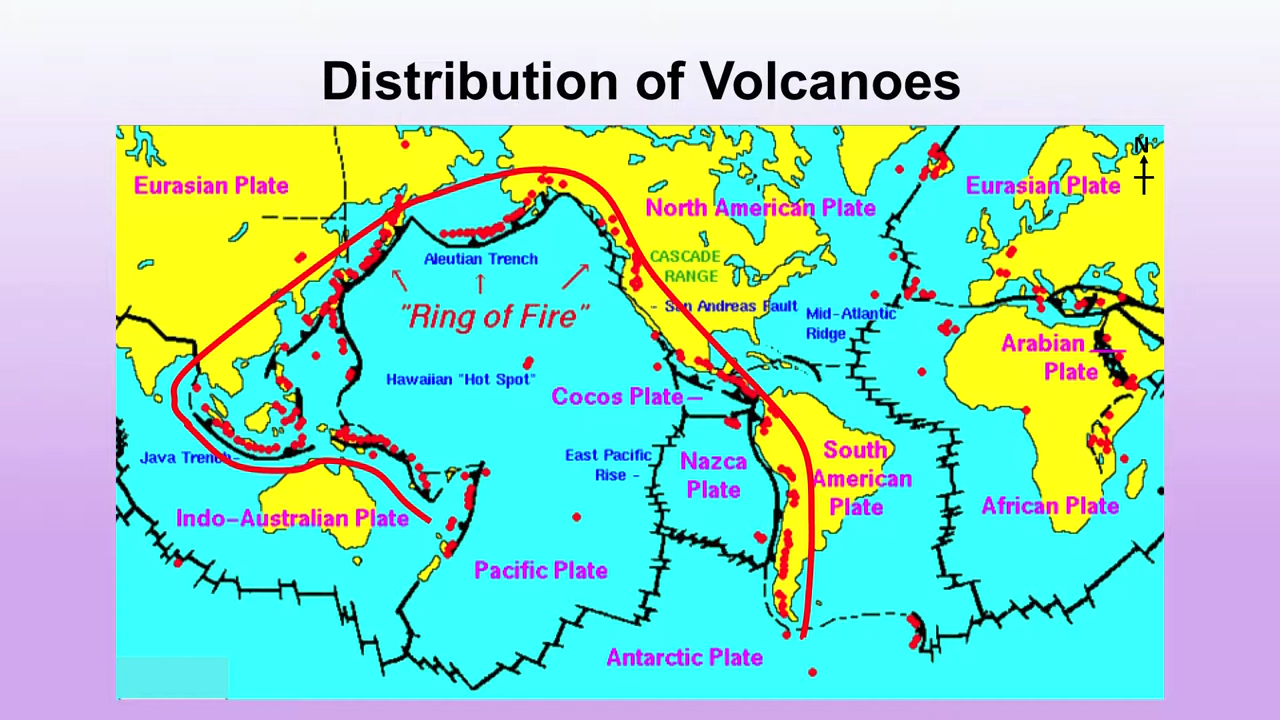 Distribution of Volcanoes
N
Eurasian Plate
Eurasian Plate
North American Plate
Aleutian Trench
CASCADE
RANGE
"Ring of Fire"
- San Andreas Fault
Mid-Atlantic
Ridge
Arabian
Plate
Hawaiian "Hot Spot"
Cocos Plate
Java Trench-
East Pacific
Rise -
Nazca
Plate
South
American
Plate
Indo-Australian Plate
African Plate
Pacific Plate
Antarctic Plate